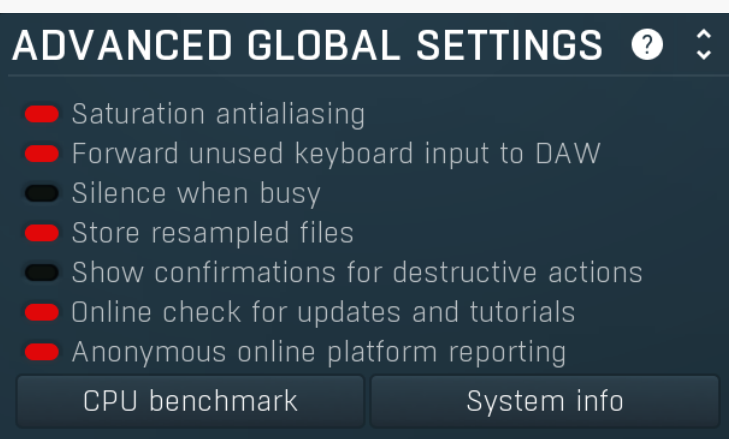 ADVANCED GLOBAL SETTINGS ?
Saturation antialiasing
Forward unused keyboard input to DAW
Silence when busy
Store resampled files
Show confirmations for destructive actions
Online check for updates and tutorials
Anonymous online platform reporting
CPU benchmark System info